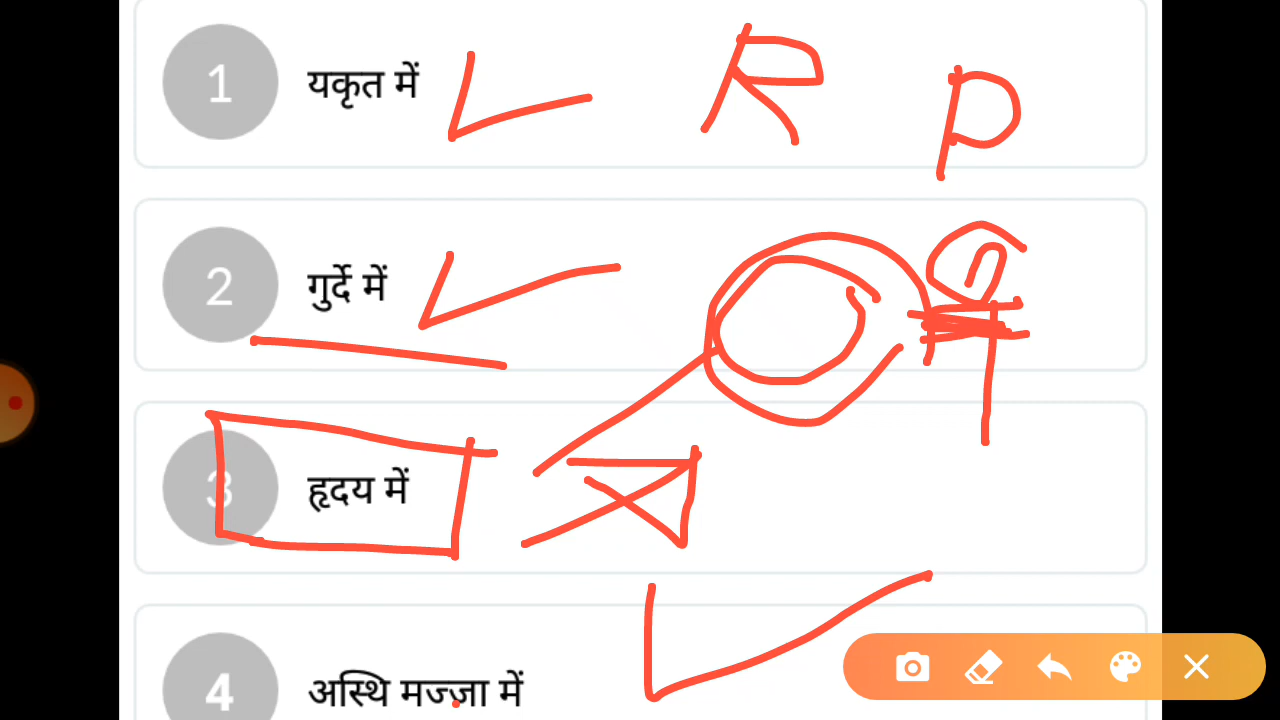 1 यकृत में R P
2 गुर्दे में
3 हृदय में
4 अस्थि मज्जा में